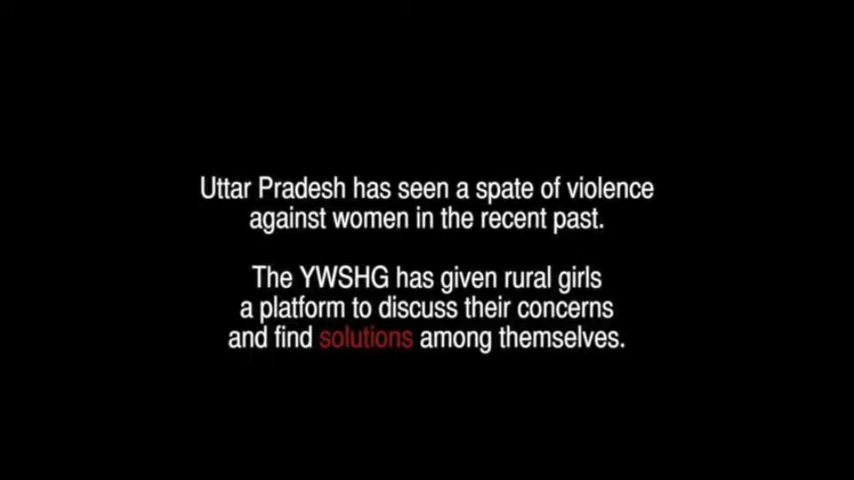 Uttar Pradesh has seen a spate of violence
against women in the recent past.
The YWSHG has given rural girls
a platform to discuss their concerns
and find solutions among themselves.